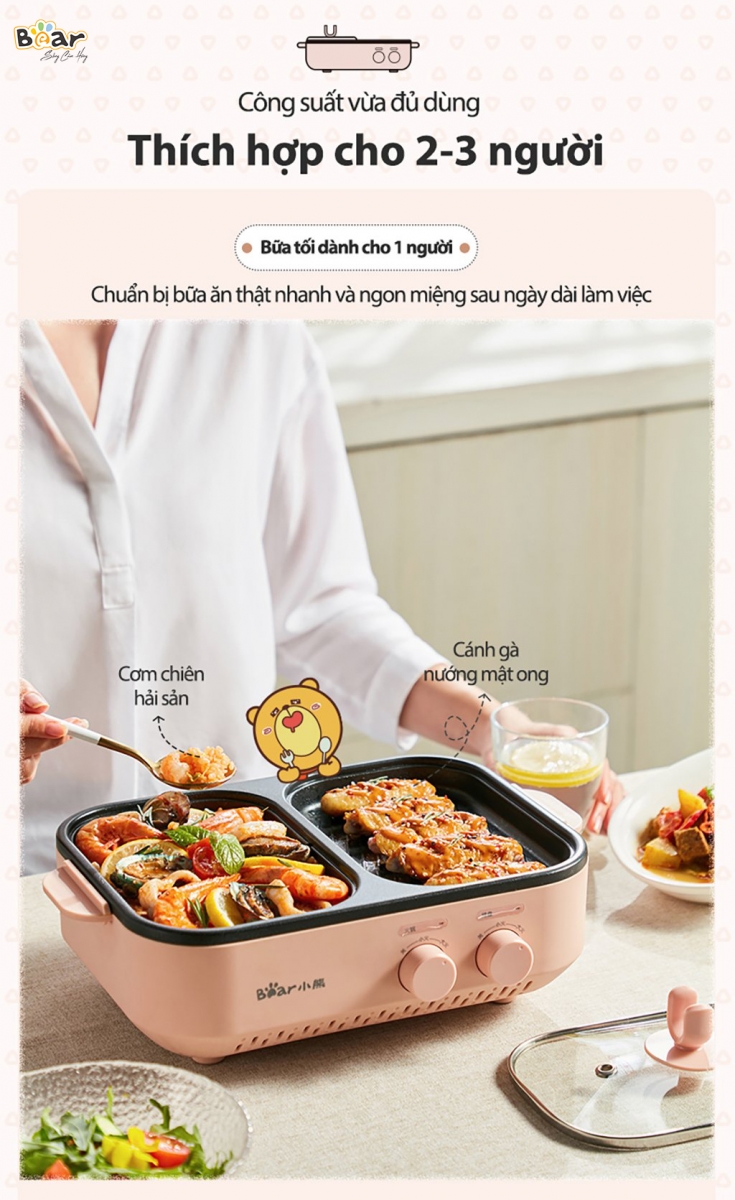 Bear
Công suất vừa đủ dùng
Thích hợp cho 2-3 người
Bữa tối dành cho 1 người
Chuẩn bị bữa ăn thật nhanh và ngon miệng sau ngày dài làm việc
Cơm chiên
hải sản
Cánh gà
nướng mật ong
Bear小熊